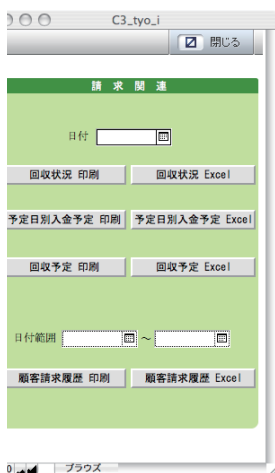 C3_tyo_i
閉じる
請 求 関 連
日付
回収状況 印刷 回収状況 Excel
予定日別入金予定 印刷 予定日別入金予定 Excel
回収予定 印刷 回収予定 Excel
日付範囲 ～
顧客請求履歴 印刷 顧客請求履歴 Excel
ブラウズ